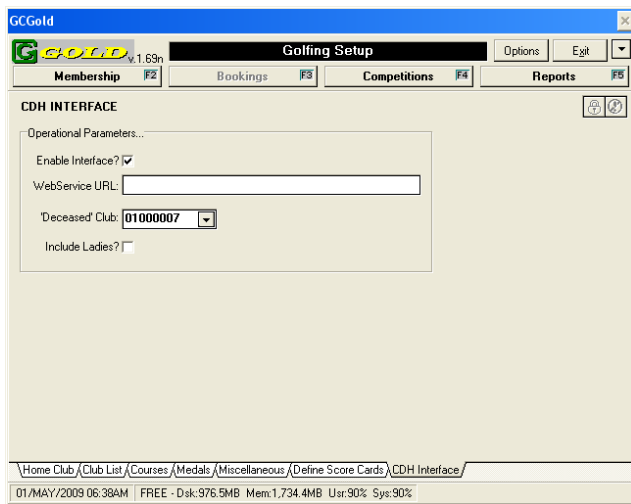 GCGold
G GOLD v.1.69n Golfing Setup Options Exit
Membership F2 Bookings F3 Competitions F4 Reports F5
CDH INTERFACE
Operational Parameters...
Enable Interface?
WebService URL:
'Deceased' Club: 01000007
Include Ladies?
Home Club Club List Courses Medals Miscellaneous Define Score Cards CDH Interface
01/MAY/2009 06:38AM FREE - Dsk:976.5MB Mem:1,734.4MB Usr:90% Sys:90%